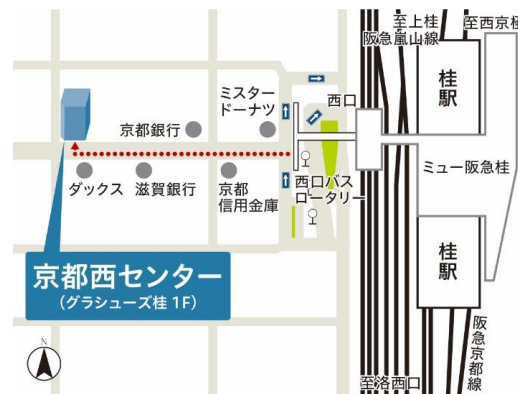 至上桂
阪急嵐山線
至西京極
桂駅
西口
ミスター
ドーナツ
京都銀行
ダックス
滋賀銀行
京都
信用金庫
西口バス
ロータリー
ミュー阪急桂
桂駅
京都西センター
(グラシューズ桂 1F)
N
阪急京都線
至洛西口